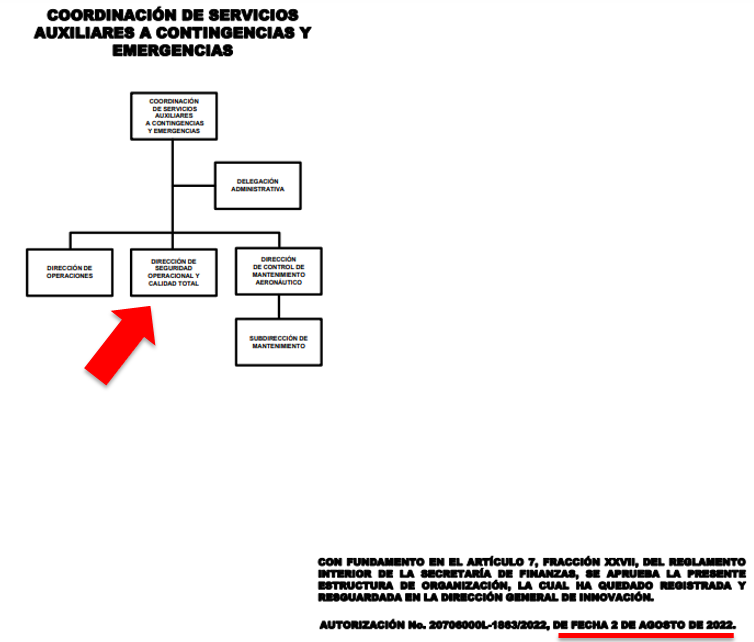 COORDINACIÓN DE SERVICIOS
AUXILIARES A CONTINGENCIAS Y
EMERGENCIAS
COORDINACIÓN
DE SERVICIOS
AUXILIARES
A CONTINGENCIAS
Y EMERGENCIAS
DELEGACIÓN
ADMINISTRATIVA
DIRECCIÓN DE
OPERACIONES
DIRECCIÓN DE
SEGURIDAD
OPERACIONAL Y
CALIDAD TOTAL
DIRECCIÓN
DE CONTROL DE
MANTENIMIENTO
AERONÁUTICO
SUBDIRECCIÓN DE
MANTENIMIENTO
CON FUNDAMENTO EN EL ARTÍCULO 7, FRACCIÓN XXVII, DEL REGLAMENTO
INTERIOR DE LA SECRETARÍA DE FINANZAS, SE APRUEBA LA PRESENTE
ESTRUCTURA DE ORGANIZACIÓN, LA CUAL HA QUEDADO REGISTRADA Y
RESGUARDADA EN LA DIRECCIÓN GENERAL DE INNOVACIÓN.
AUTORIZACIÓN No. 20706000L-1863/2022, DE FECHA 2 DE AGOSTO DE 2022.